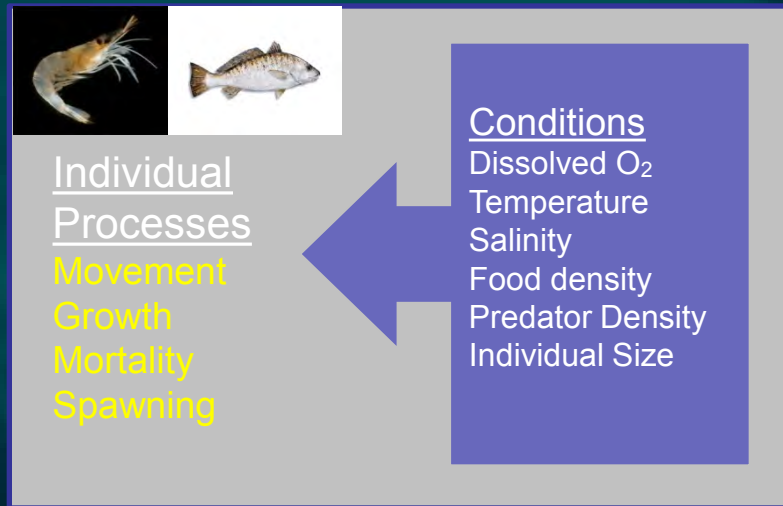 Individual
Processes
Movement
Growth
Mortality
Spawning
Conditions
Dissolved O₂
Temperature
Salinity
Food density
Predator Density
Individual Size